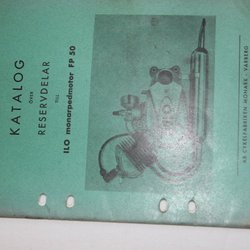 KATALOG
ÖVER
RESERVDELAR
TILL
ILO monarpedmotor FP 50
AB CYKELFABRIKEN MONARK - VARBERG